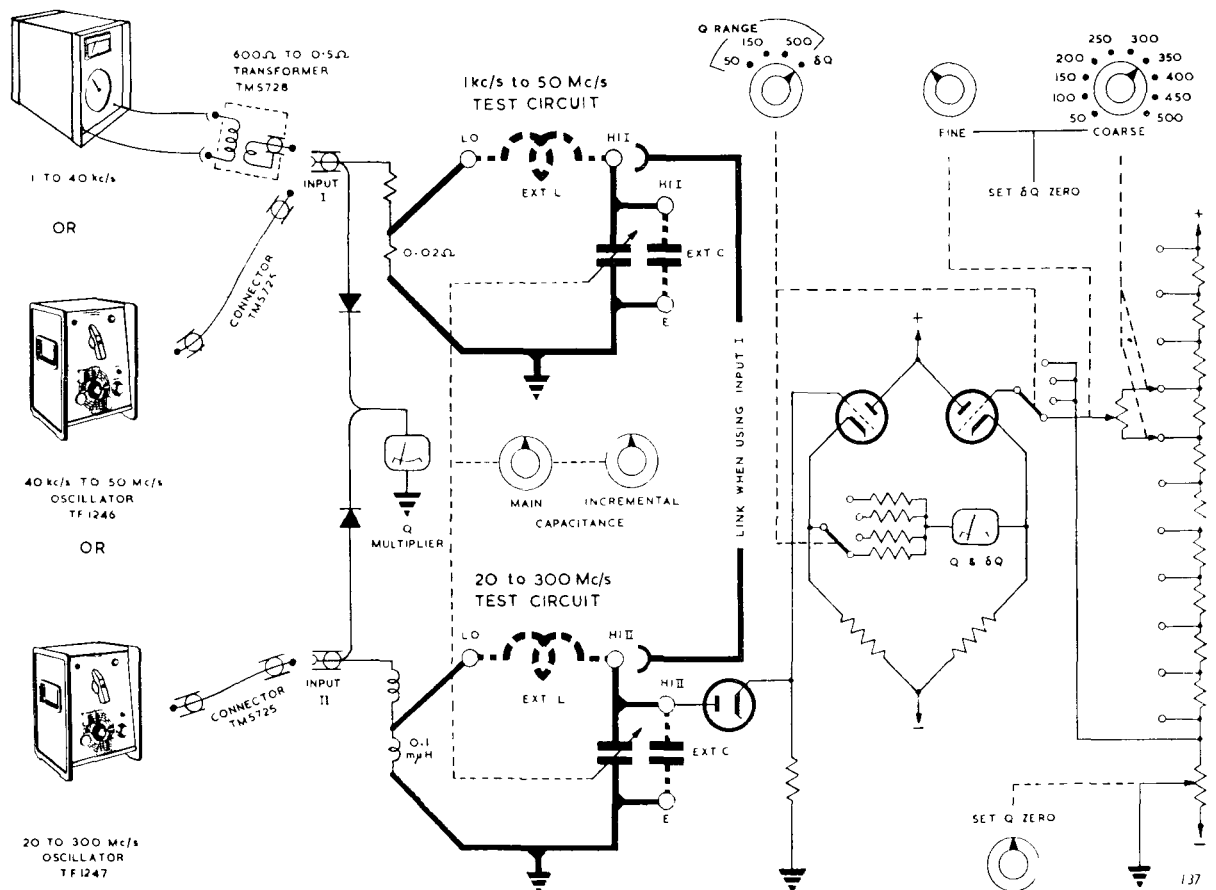 600Ω TO 0·5Ω
TRANSFORMER
TM5728
1 TO 40 kc/s
OR
CONNECTOR
TM5725
40 kc/s TO 50 Mc/s
OSCILLATOR
TF 1246
OR
CONNECTOR
TM5725
20 TO 300 Mc/s
OSCILLATOR
TF 1247
INPUT
I
INPUT
II
1kc/s to 50 Mc/s
TEST CIRCUIT
LO
HI I
EXT L
HI I
0·02Ω
EXT C
E
Q
MULTIPLIER
MAIN
INCREMENTAL
CAPACITANCE
LINK WHEN USING INPUT I
20 to 300 Mc/s
TEST CIRCUIT
LO
HI II
EXT L
HI II
0.1
mμH
EXT C
E
Q RANGE
50
150
500
δQ
FINE
COARSE
50
100
150
200
250
300
350
400
450
500
SET δQ ZERO
+
+
Q & δQ
–
SET Q ZERO
–
137